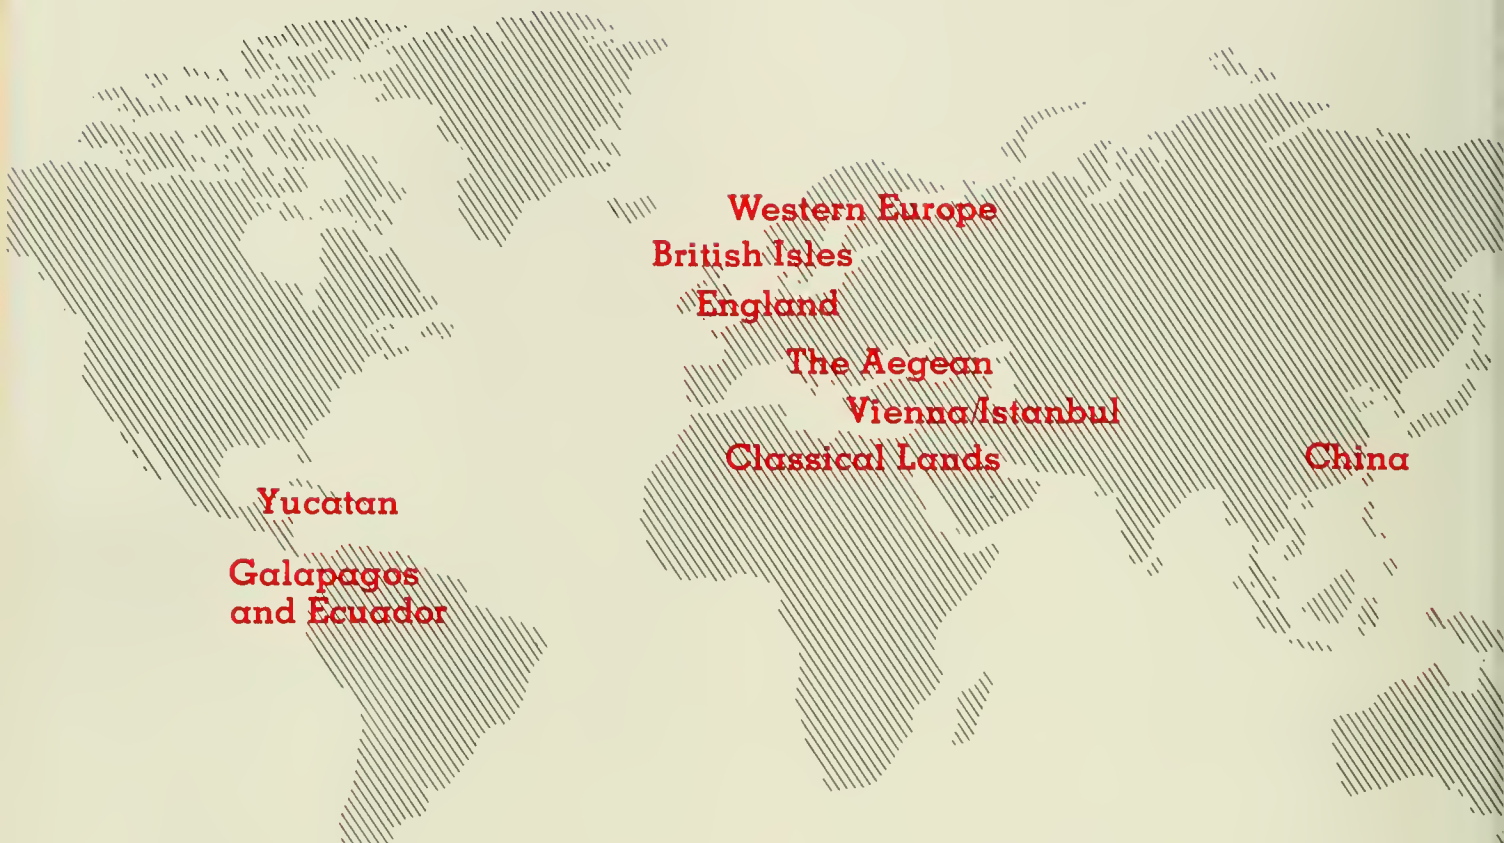 Western Europe
British Isles
England
The Aegean
Vienna/Istanbul
Classical Lands
China
Yucatan
Galapagos
and Ecuador